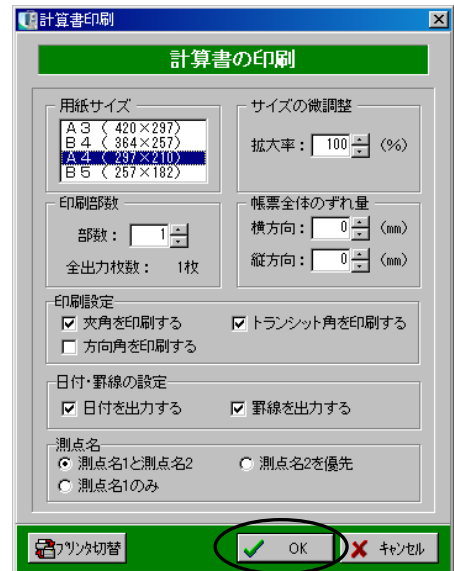 計算書印刷
計算書の印刷
用紙サイズ
A3 ( 420×297)
B4 ( 364×257)
A4 ( 297×210)
B5 ( 257×182)
サイズの微調整
拡大率： 100 (%)
印刷部数
部数： 1
全出力枚数： 1枚
帳票全体のずれ量
横方向： 0 (mm)
縦方向： 0 (mm)
印刷設定
夾角を印刷する トランシット角を印刷する
方向角を印刷する
日付・罫線の設定
日付を出力する 罫線を出力する
測点名
測点名1と測点名2 測点名2を優先
測点名1のみ
プリンタ切替 OK キャンセル